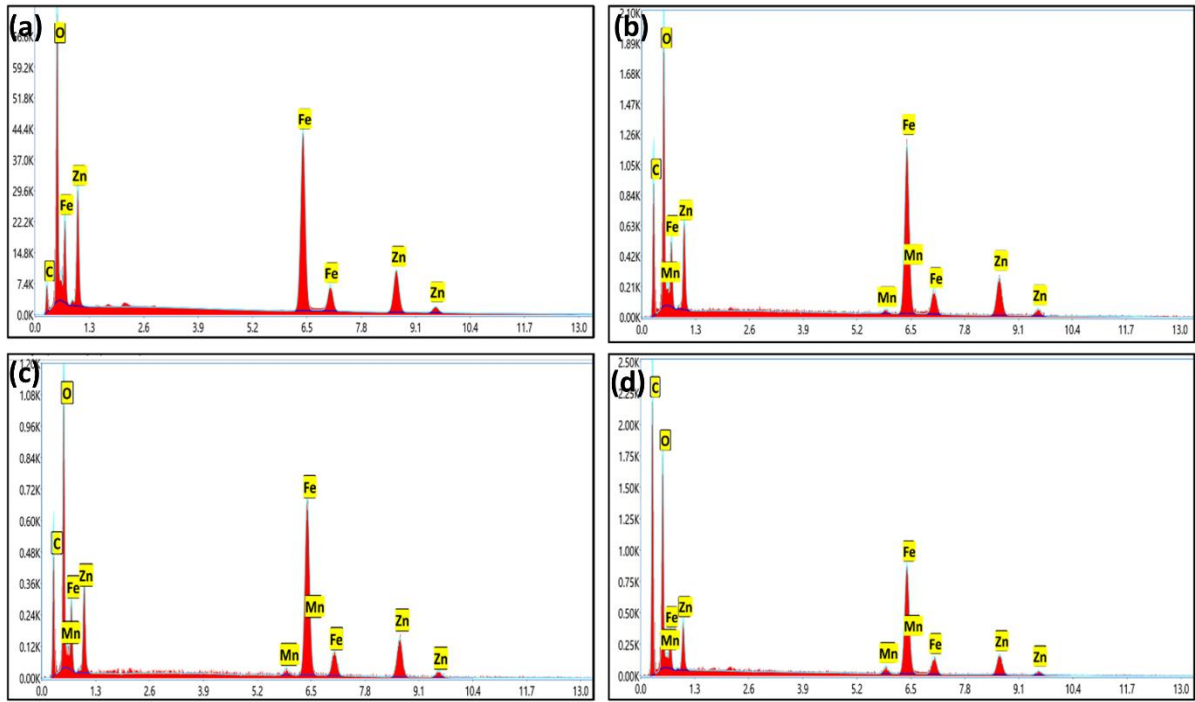 (a)
O
59.2K
51.8K
44.4K
Fe
37.0K
Zn
29.6K
Fe
22.2K
Zn
14.8K
C
Fe
7.4K
Zn
0.0K
0.0 1.3 2.6 3.9 5.2 6.5 7.8 9.1 10.4 11.7 13.0
(b)
2.10K
O
1.89K
1.68K
1.47K
Fe
1.26K
C
1.05K
0.84K
Zn
0.63K
Fe
Mn
Zn
0.42K
Mn
Fe
0.21K
Mn
Zn
0.00K
0.0 1.3 2.6 3.9 5.2 6.5 7.8 9.1 10.4 11.7 13.0
(c)
1.20K
O
1.08K
0.96K
0.84K
Fe
0.72K
0.60K
C
0.48K
Zn
Fe
0.36K
Mn
0.24K
Mn
Zn
Fe
0.12K
Mn
Zn
0.00K
0.0 1.3 2.6 3.9 5.2 6.5 7.8 9.1 10.4 11.7 13.0
(d)
2.50K
C
2.25K
O
2.00K
1.75K
1.50K
1.25K
Fe
1.00K
0.75K
Zn
Fe
0.50K
Mn
Mn
Fe
Zn
0.25K
Mn
Zn
0.00K
0.0 1.3 2.6 3.9 5.2 6.5 7.8 9.1 10.4 11.7 13.0